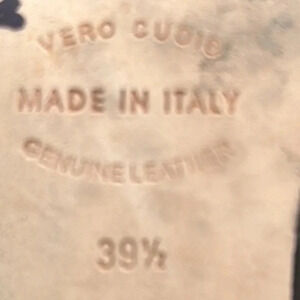 VERO CUOIO
MADE IN ITALY
GENUINE LEATHER
39½